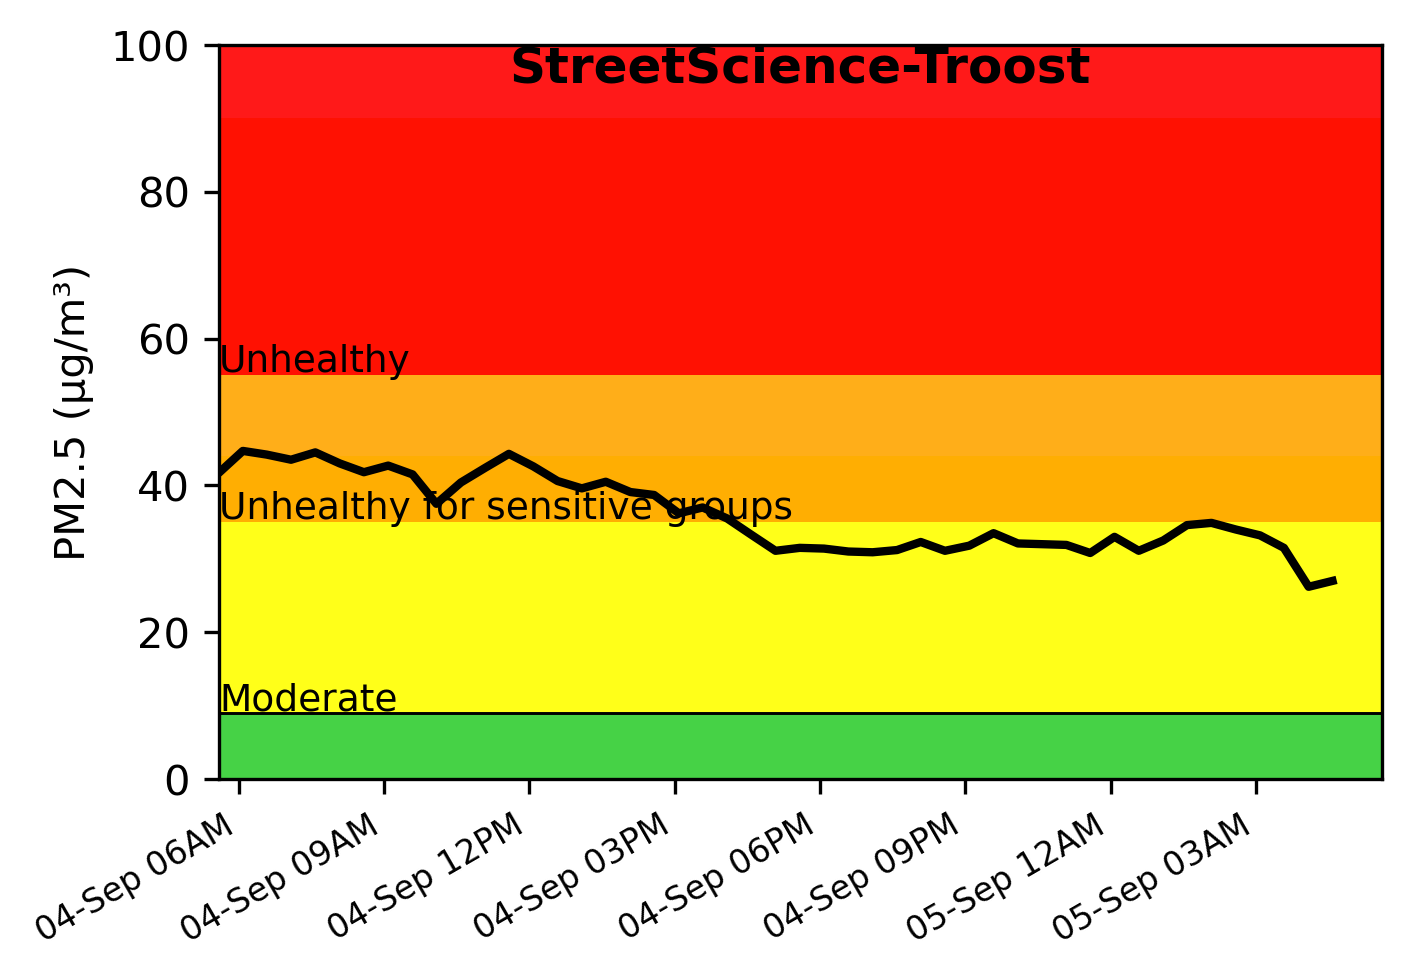 StreetScience-Troost
PM2.5 (µg/m³)
100
80
60
40
20
0
Unhealthy
Unhealthy for sensitive groups
Moderate
04-Sep 06AM
04-Sep 09AM
04-Sep 12PM
04-Sep 03PM
04-Sep 06PM
04-Sep 09PM
05-Sep 12AM
05-Sep 03AM